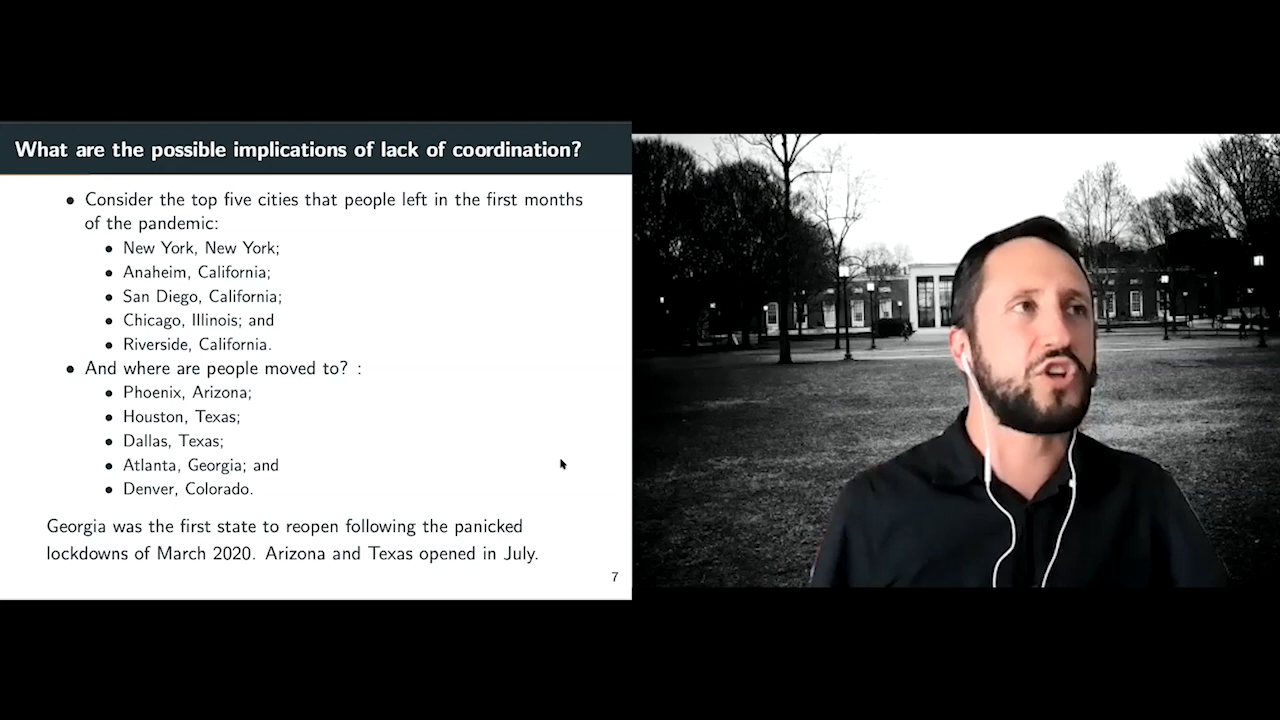 What are the possible implications of lack of coordination?
• Consider the top five cities that people left in the first months
of the pandemic:
• New York, New York;
• Anaheim, California;
• San Diego, California;
• Chicago, Illinois; and
• Riverside, California.
• And where are people moved to? :
• Phoenix, Arizona;
• Houston, Texas;
• Dallas, Texas;
• Atlanta, Georgia; and
• Denver, Colorado.
Georgia was the first state to reopen following the panicked
lockdowns of March 2020. Arizona and Texas opened in July.
7